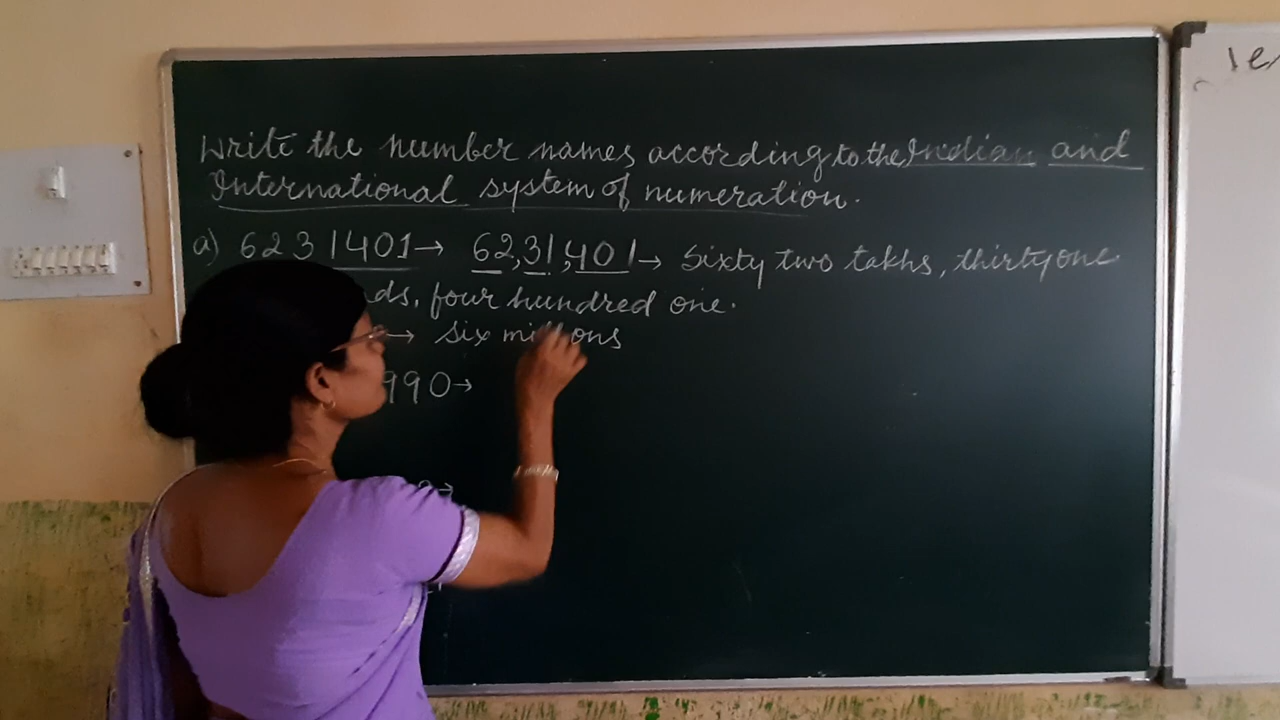 Write the number names according to the Indian and
International system of numeration.
a) 6231401→ 62,31,401→ Sixty two lakhs, thirty one
ds, four hundred one.
→ Six millions
990→
2→